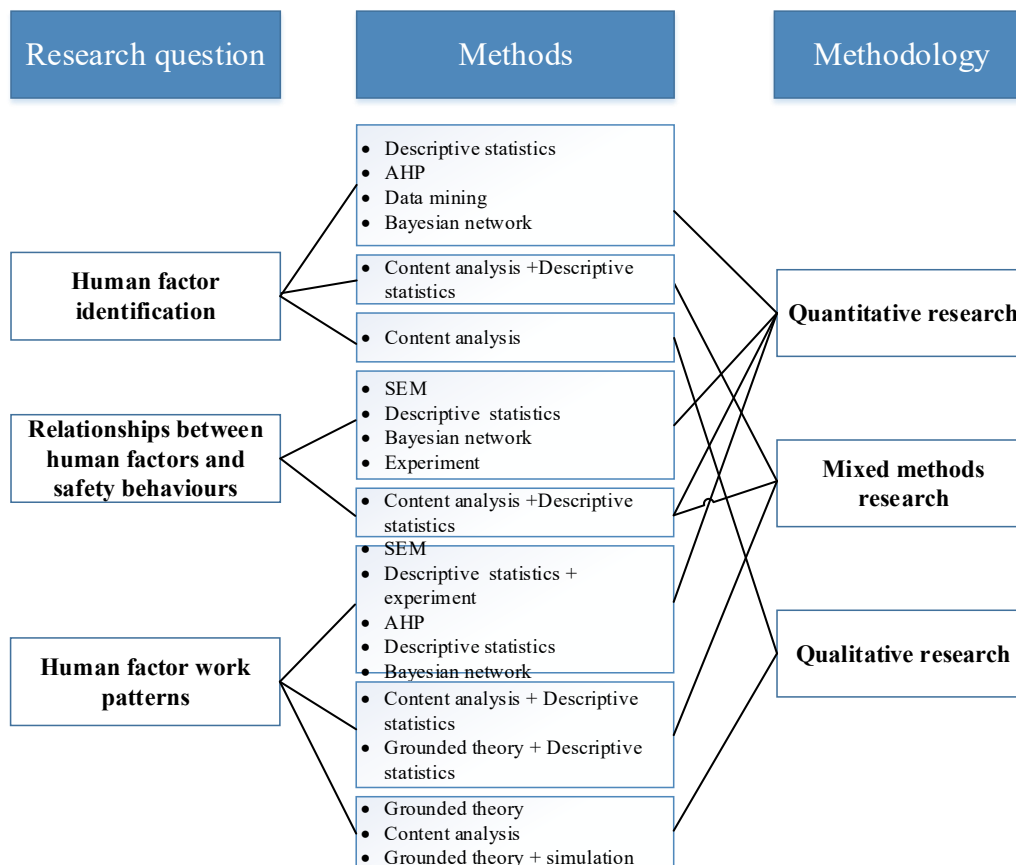 Research question
Methods
Methodology
Human factor
identification
Relationships between
human factors and
safety behaviours
Human factor work
patterns
• Descriptive statistics
• AHP
• Data mining
• Bayesian network
• Content analysis +Descriptive
statistics
• Content analysis
• SEM
• Descriptive statistics
• Bayesian network
• Experiment
• Content analysis +Descriptive
statistics
• SEM
• Descriptive statistics +
experiment
• AHP
• Descriptive statistics
• Bayesian network
• Content analysis + Descriptive
statistics
• Grounded theory + Descriptive
statistics
• Grounded theory
• Content analysis
• Grounded theory + simulation
Quantitative research
Mixed methods
research
Qualitative research